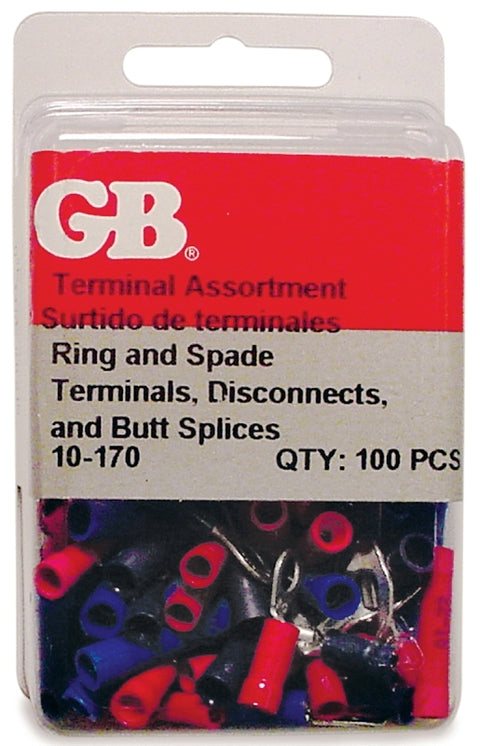 GB®
Terminal Assortment
Surtido de terminales
Ring and Spade
Terminals, Disconnects,
and Butt Splices
10-170 QTY: 100 PCS